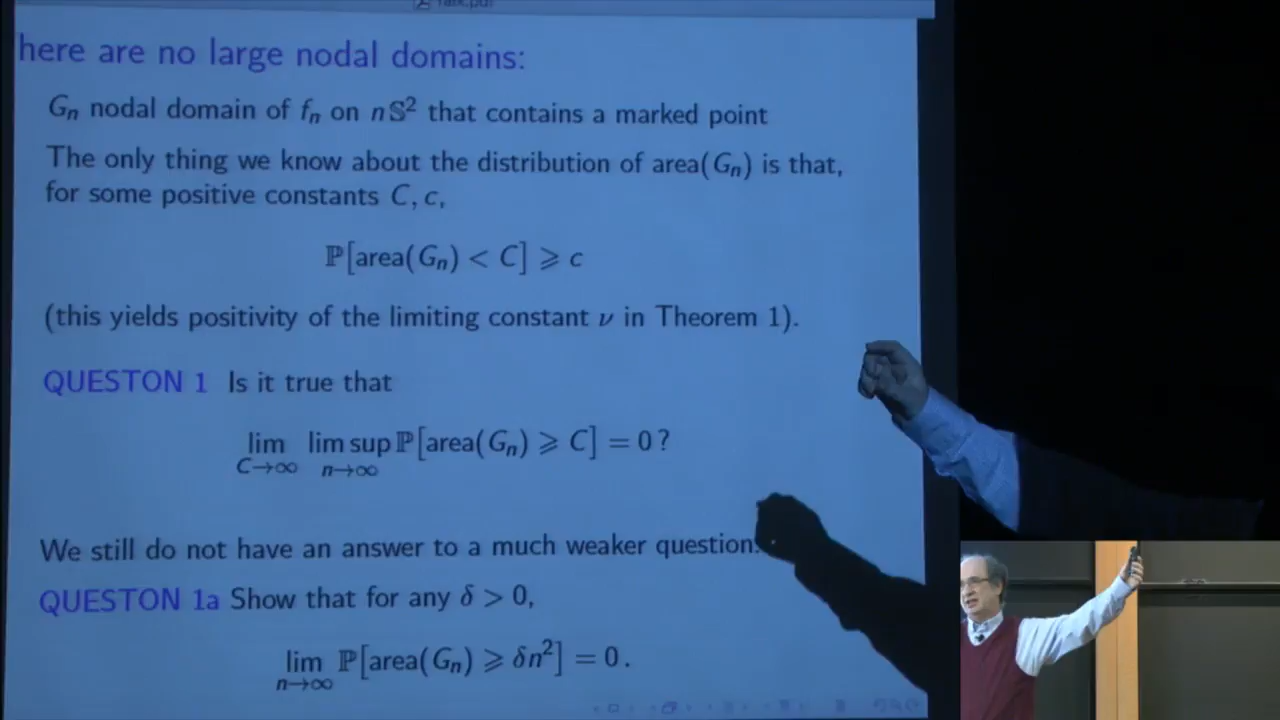 here are no large nodal domains:
Gₙ nodal domain of fₙ on n𝕊² that contains a marked point
The only thing we know about the distribution of area(Gₙ) is that,
for some positive constants C, c,
ℙ[area(Gₙ) < C] ⩾ c
(this yields positivity of the limiting constant ν in Theorem 1).
QUESTON 1 Is it true that
lim_{C→∞} lim sup_{n→∞} ℙ[area(Gₙ) ⩾ C] = 0?
We still do not have an answer to a much weaker question:
QUESTON 1a Show that for any δ > 0,
lim_{n→∞} ℙ[area(Gₙ) ⩾ δn²] = 0.